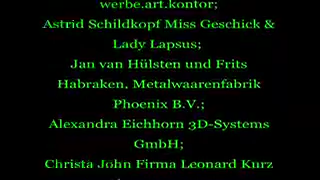 werbe.art.kontor;
Astrid Schildkopf Miss Geschick &
Lady Lapsus;
Jan van Hülsten und Frits
Habraken, Metalwaarenfabrik
Phoenix B.V.;
Alexandra Eichhorn 3D-Systems
GmbH;
Christa John Firma Leonard Kurz